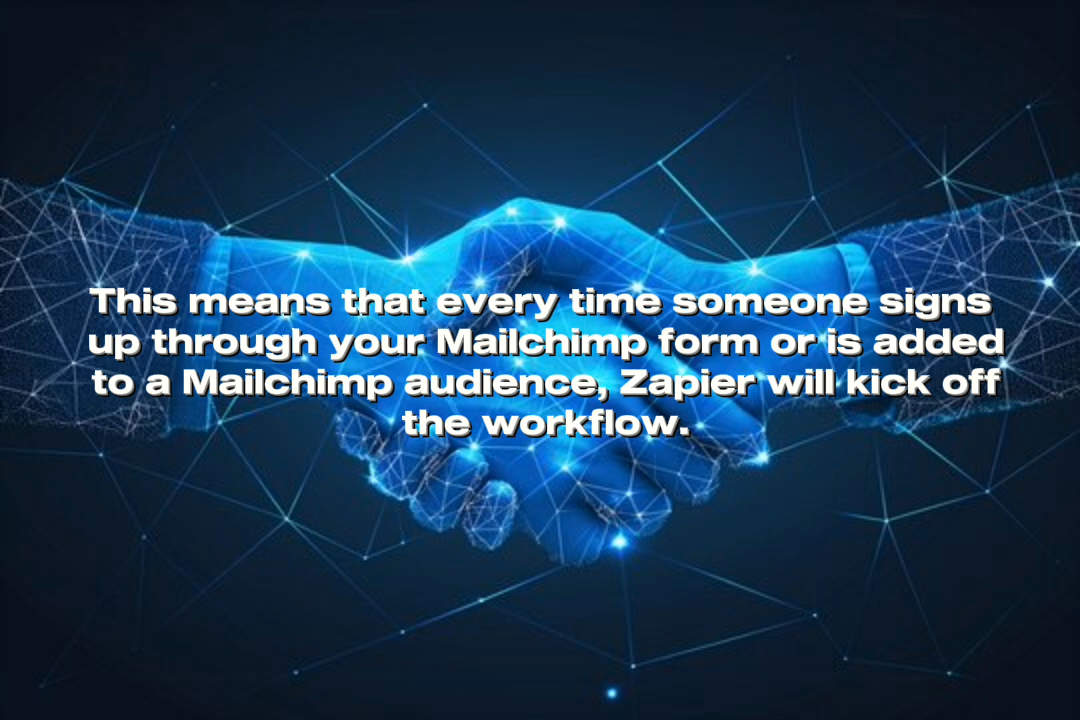 This means that every time someone signs
up through your Mailchimp form or is added
to a Mailchimp audience, Zapier will kick off
the workflow.